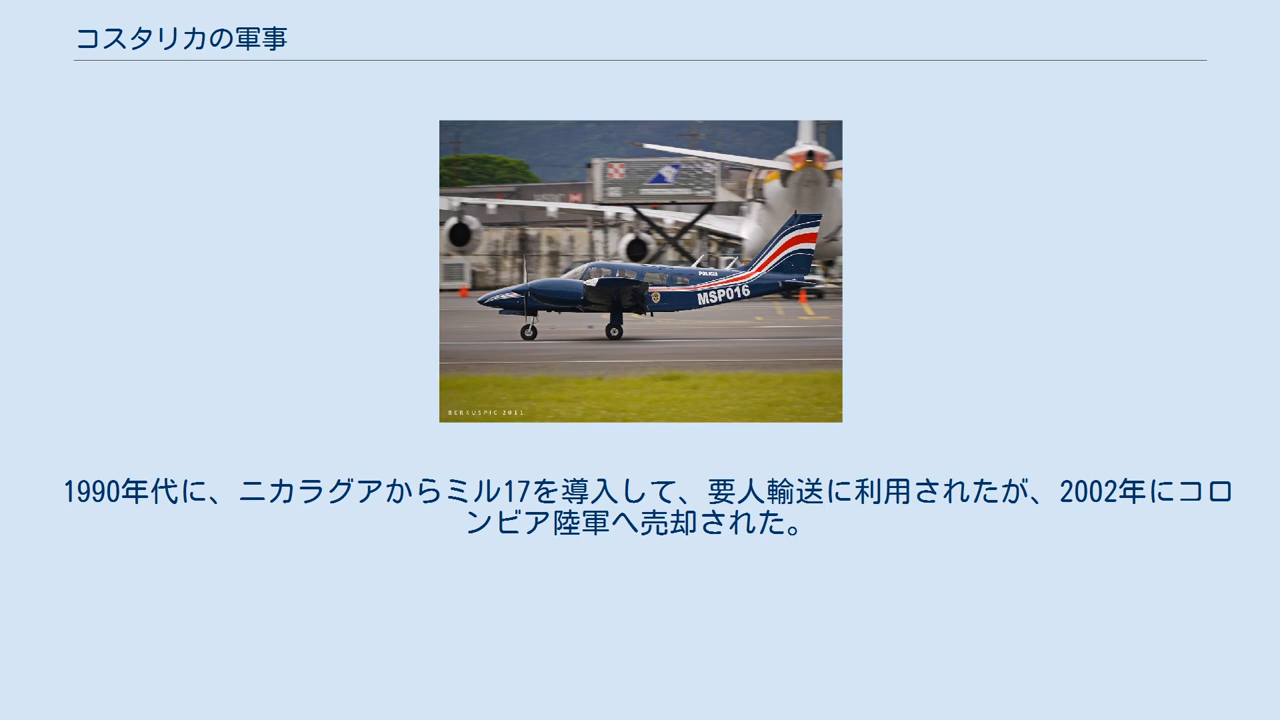 コスタリカの軍事
POLICIA
MSP016
BERNUSPIC 2011
1990年代に、ニカラグアからミル17を導入して、要人輸送に利用されたが、2002年にコロ
ンビア陸軍へ売却された。